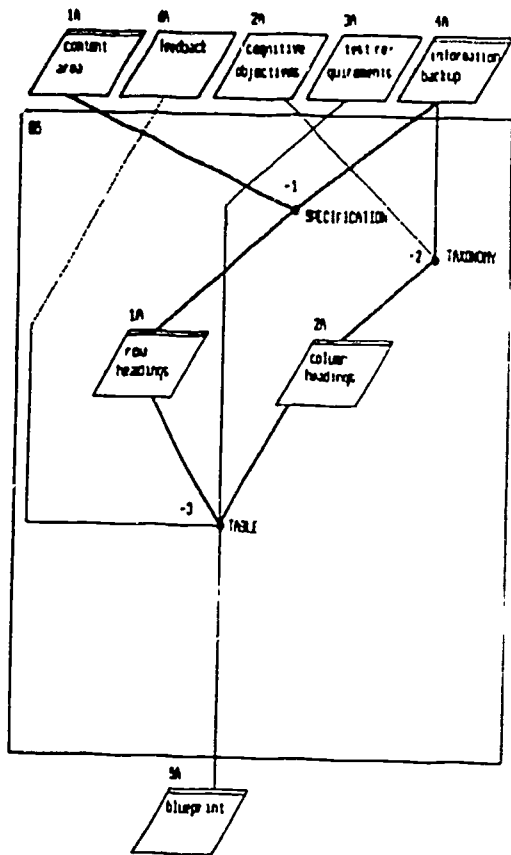 1A
0A
2A
3A
4A
content
area
feedback
cognitive
objectives
test re-
quirements
information
backup
05
-1
SPECIFICATION
-2
TAXONOMY
1A
row
headings
2A
column
headings
-3
TABLE
5A
blueprint